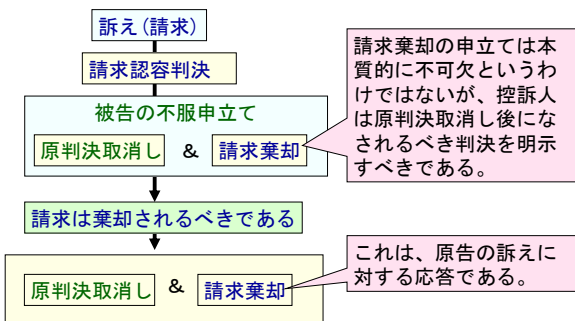 訴え(請求)
請求認容判決
被告の不服申立て
原判決取消し & 請求棄却
請求棄却の申立ては本
質的に不可欠というわ
けではないが、控訴人
は原判決取消し後にな
されるべき判決を明示
すべきである。
請求は棄却されるべきである
原判決取消し & 請求棄却
これは、原告の訴えに
対する応答である。